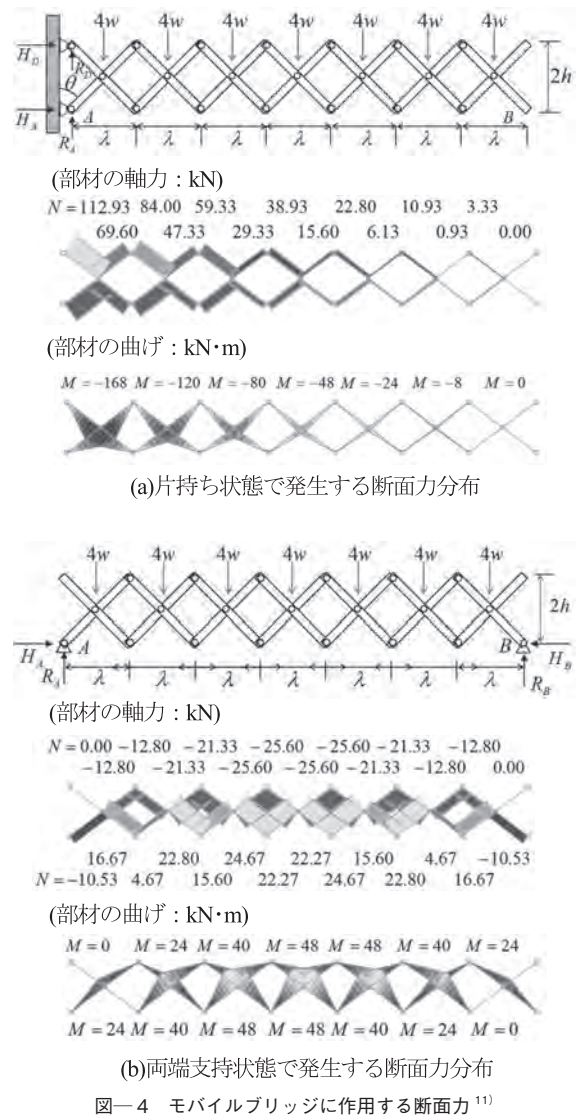 4w 4w 4w 4w 4w 4w 4w
H_D R_D 2h
θ
H_A A B
R_A λ λ λ λ λ λ λ
(部材の軸力：kN)
N = 112.93 84.00 59.33 38.93 22.80 10.93 3.33
69.60 47.33 29.33 15.60 6.13 0.93 0.00
(部材の曲げ：kN·m)
M = −168 M = −120 M = −80 M = −48 M = −24 M = −8 M = 0
(a)片持ち状態で発生する断面力分布
4w 4w 4w 4w 4w 4w 4w
2h
H_A A B H_B
R_A λ λ λ λ λ λ λ R_B
(部材の軸力：kN)
N = 0.00 −12.80 −21.33 −25.60 −25.60 −21.33 −12.80
−12.80 −21.33 −25.60 −25.60 −21.33 −12.80 0.00
16.67 22.80 24.67 22.27 15.60 4.67 −10.53
N = −10.53 4.67 15.60 22.27 24.67 22.80 16.67
(部材の曲げ：kN·m)
M = 0 M = 24 M = 40 M = 48 M = 48 M = 40 M = 24
M = 24 M = 40 M = 48 M = 48 M = 40 M = 24 M = 0
(b)両端支持状態で発生する断面力分布
図―4 モバイルブリッジに作用する断面力 11)